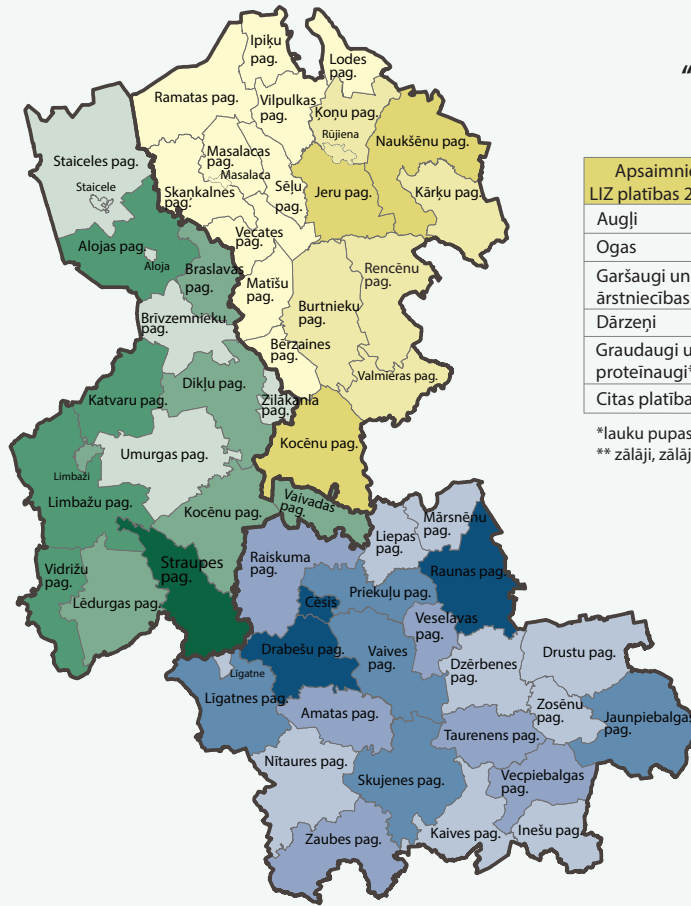 Ipiķu
pag.
Lodes
pag.
Ramatas pag.
Vilpulkas
pag.
Ķoņu pag.
Rūjiena
Naukšēnu pag.
Masalacas
pag.
Masalaca
Staiceles pag.
Staicele
Skaņkalnes
pag.
Sēļu
pag.
Jeru pag.
Kārķu pag.
Vecates
pag.
Alojas pag.
Aloja
Braslavas
pag.
Matīšu
pag.
Rencēnu
pag.
Burtnieku
pag.
Brīvzemnieku
pag.
Bērzaines
pag.
Dikļu pag.
Valmieras pag.
Katvaru pag.
Zilākalna
pag.
Kocēnu pag.
Umurgas pag.
Limbaži
Limbažu pag.
Kocēnu pag.
Vaivadas
pag.
Mārsnēnu
pag.
Liepas
pag.
Raiskuma
pag.
Straupes
pag.
Vidrižu
pag.
Raunas pag.
Priekuļu pag.
Lēdurgas pag.
Cēsis
Veselavas
pag.
Drabešu pag.
Vaives
pag.
Dzērbenes
pag.
Drustu pag.
Līgatne
Līgatnes pag.
Zosēnu
pag.
Jaunpiebalgas
pag.
Amatas pag.
Taurenens pag.
Nītaures pag.
Skujenes pag.
Vecpiebalgas
pag.
Zaubes pag.
Kaives pag.
Inešu pag.
"
Apsaimnie
LIZ platības 2
Augļi
Ogas
Garšaugi un
ārstniecības
Dārzeņi
Graudaugi u
proteīnaugi*
Citas platība
*lauku pupas
** zālāji, zālāj